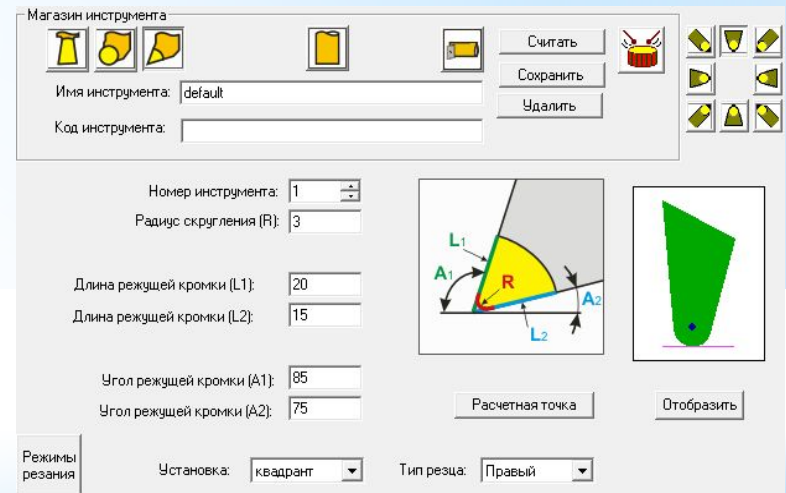 Магазин инструмента
Считать
Сохранить
Имя инструмента: default
Удалить
Код инструмента:
Номер инструмента: 1
Радиус скругления (R): 3
L1
A1
R
A2
L2
Длина режущей кромки (L1): 20
Длина режущей кромки (L2): 15
Угол режущей кромки (A1): 85
Угол режущей кромки (A2): 75
Расчетная точка
Отобразить
Режимы
резания
Установка: квадрант
Тип резца: Правый